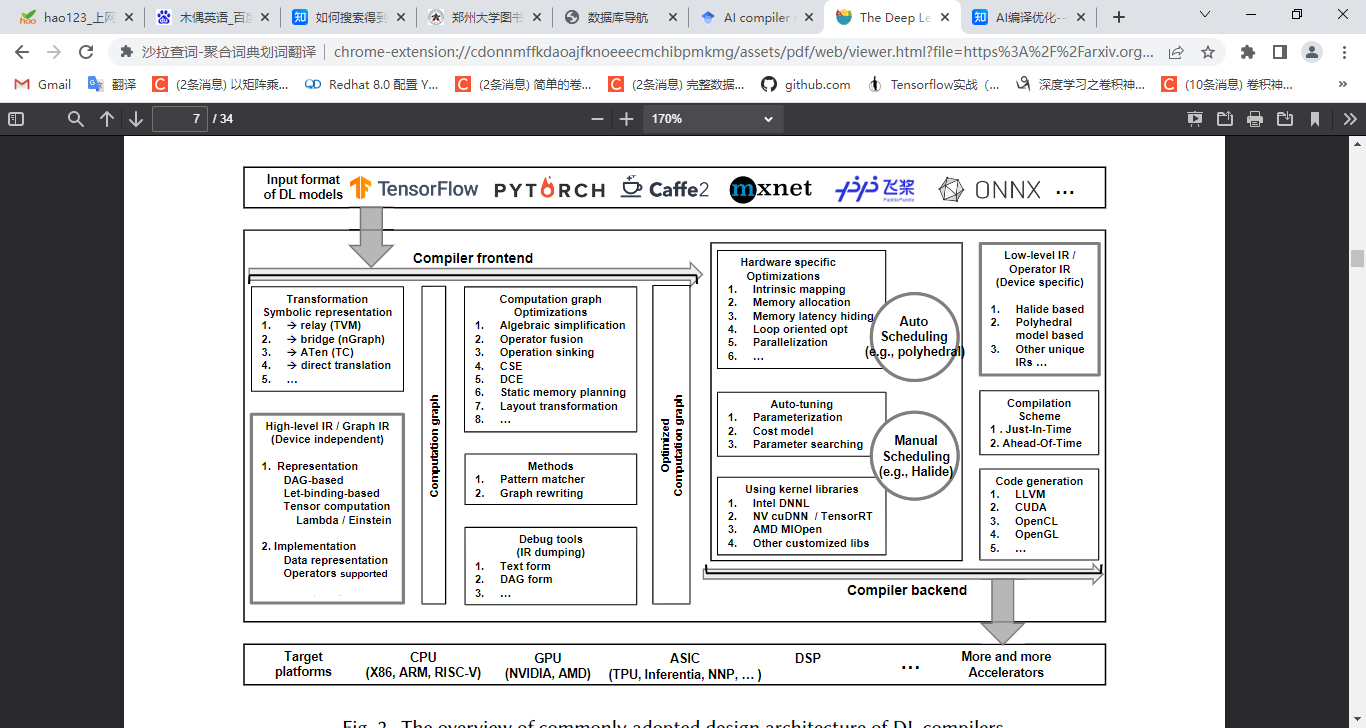 hao123_上网
木偶英语_百度
如何搜索得到
郑州大学图书
数据库导航
AI compiler
The Deep Le
AI编译优化--
沙拉查词-聚合词典划词翻译
chrome-extension://cdonnmffkdaoajfknoeeecmchibpmkmg/assets/pdf/web/viewer.html?file=https%3A%2F%2Farxiv.org...
Gmail
翻译
(2条消息) 以矩阵乘...
Redhat 8.0 配置 Y...
(2条消息) 简单的卷...
(2条消息) 完整数据...
github.com
Tensorflow实战（...
深度学习之卷积神...
(10条消息) 卷积神...
7 / 34
170%
Input format
of DL models
TensorFlow
PYTORCH
Caffe2
mxnet
飞桨
PaddlePaddle
ONNX
...
Compiler frontend
Transformation
Symbolic representation
1. → relay (TVM)
2. → bridge (nGraph)
3. → ATen (TC)
4. → direct translation
5. ...
High-level IR / Graph IR
(Device independent)
1. Representation
DAG-based
Let-binding-based
Tensor computation
Lambda / Einstein
2. Implementation
Data representation
Operators supported
Computation graph
Computation graph
Optimizations
1. Algebraic simplification
2. Operator fusion
3. Operation sinking
4. CSE
5. DCE
6. Static memory planning
7. Layout transformation
8. ...
Methods
1. Pattern matcher
2. Graph rewriting
Debug tools
(IR dumping)
1. Text form
2. DAG form
3. ...
Optimized
Computation graph
Hardware specific
Optimizations
1. Intrinsic mapping
2. Memory allocation
3. Memory latency hiding
4. Loop oriented opt
5. Parallelization
6. ...
Auto
Scheduling
(e.g., polyhedral)
Auto-tuning
1. Parameterization
2. Cost model
3. Parameter searching
Manual
Scheduling
(e.g., Halide)
Using kernel libraries
1. Intel DNNL
2. NV cuDNN / TensorRT
3. AMD MIOpen
4. Other customized libs
Low-level IR /
Operator IR
(Device specific)
1. Halide based
2. Polyhedral
model based
3. Other unique
IRs ...
Compilation
Scheme
1 . Just-In-Time
2. Ahead-Of-Time
Code generation
1. LLVM
2. CUDA
3. OpenCL
4. OpenGL
5. ...
Compiler backend
Target
platforms
CPU
(X86, ARM, RISC-V)
GPU
(NVIDIA, AMD)
ASIC
(TPU, Inferentia, NNP, ... )
DSP
...
More and more
Accelerators
Fig. 2. The overview of commonly adopted design architecture of DL compilers